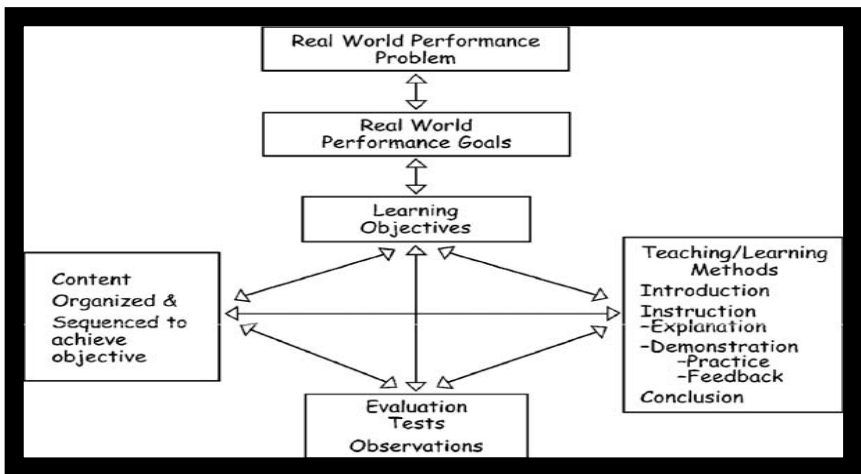 Real World Performance
Problem
Real World
Performance Goals
Learning
Objectives
Content
Organized &
Sequenced to
achieve
objective
Teaching/Learning
Methods
Introduction
Instruction
-Explanation
-Demonstration
-Practice
-Feedback
Conclusion
Evaluation
Tests
Observations